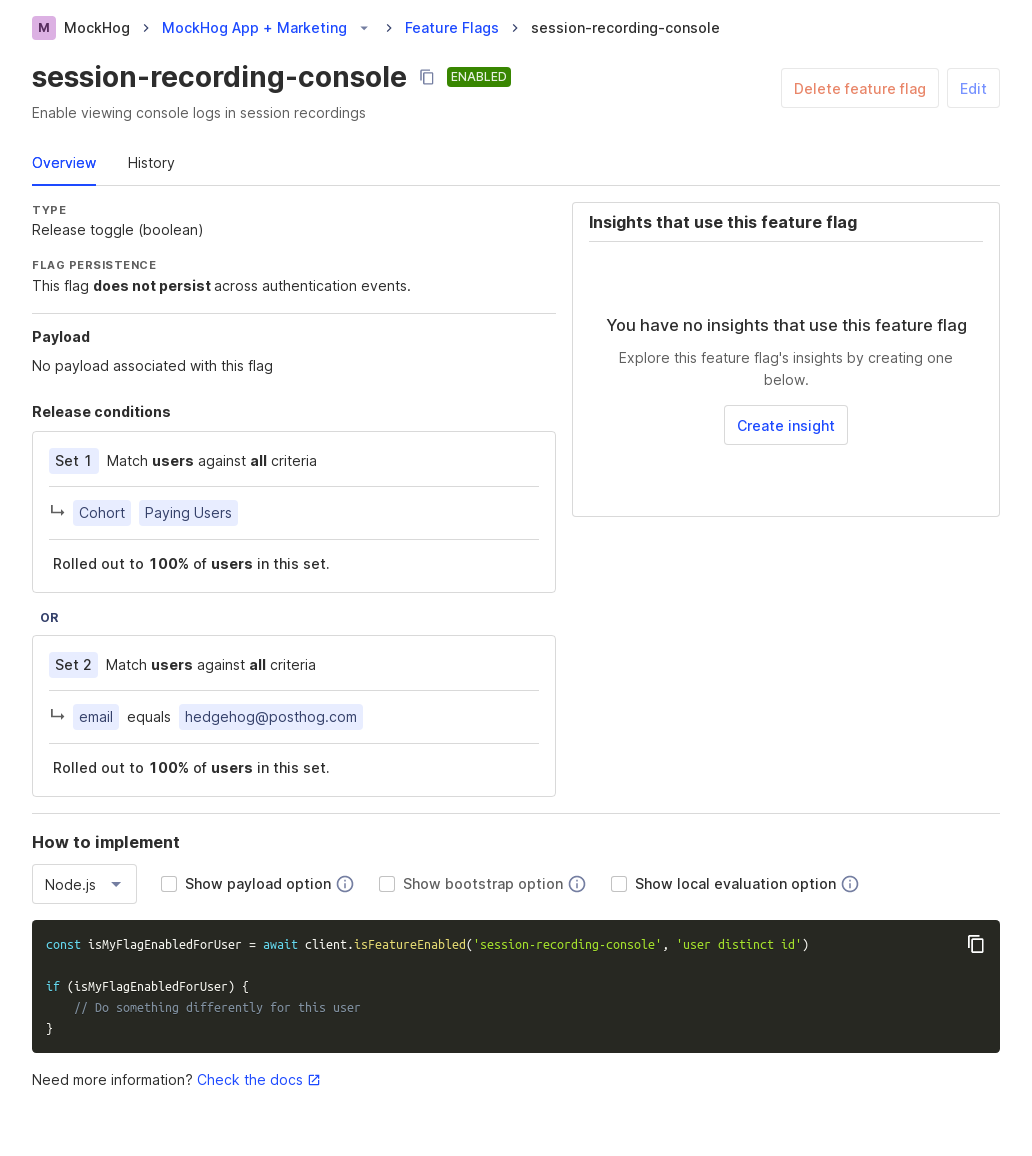 M MockHog MockHog App + Marketing Feature Flags session-recording-console
session-recording-console ENABLED
Delete feature flag Edit
Enable viewing console logs in session recordings
Overview History
TYPE
Release toggle (boolean)
FLAG PERSISTENCE
This flag does not persist across authentication events.
Payload
No payload associated with this flag
Release conditions
Set 1 Match users against all criteria
Cohort Paying Users
Rolled out to 100% of users in this set.
OR
Set 2 Match users against all criteria
email equals hedgehog@posthog.com
Rolled out to 100% of users in this set.
Insights that use this feature flag
You have no insights that use this feature flag
Explore this feature flag's insights by creating one
below.
Create insight
How to implement
Node.js Show payload option Show bootstrap option Show local evaluation option
const isMyFlagEnabledForUser = await client.isFeatureEnabled('session-recording-console', 'user distinct id')
if (isMyFlagEnabledForUser) {
// Do something differently for this user
}
Need more information? Check the docs